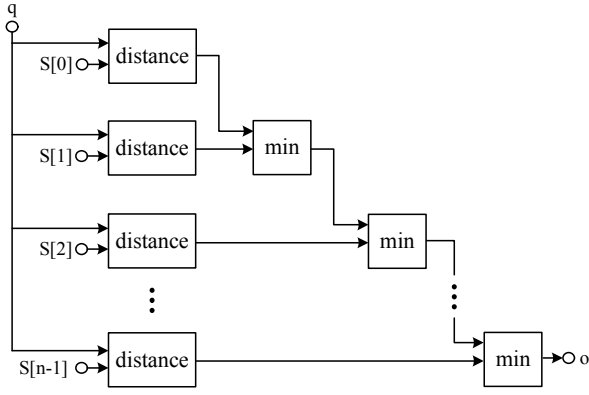 q
distance
S[0]
distance
S[1]
min
distance
S[2]
min
distance
S[n-1]
min
o